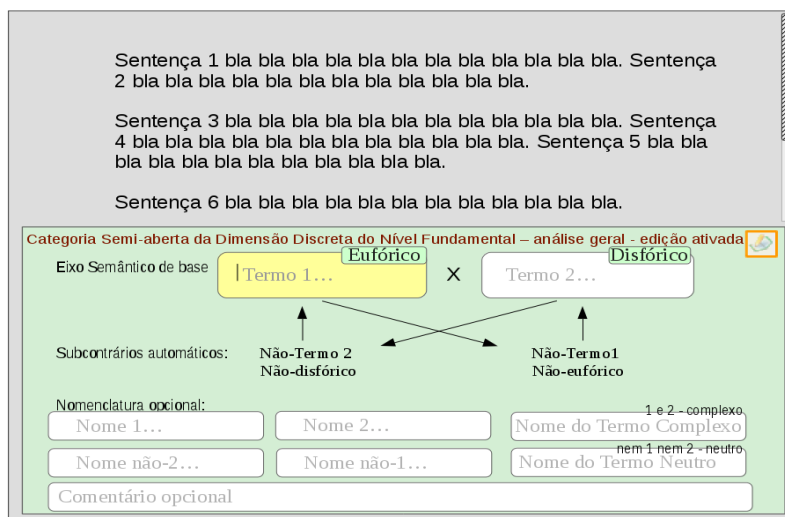 Sentença 1 bla bla bla bla bla bla bla bla bla bla bla bla. Sentença
2 bla bla bla bla bla bla bla bla bla bla bla bla.
Sentença 3 bla bla bla bla bla bla bla bla bla bla bla bla. Sentença
4 bla bla bla bla bla bla bla bla bla bla bla bla. Sentença 5 bla bla
bla bla bla bla bla bla bla bla bla bla.
Sentença 6 bla bla bla bla bla bla bla bla bla bla bla bla.
Categoria Semi-aberta da Dimensão Discreta do Nível Fundamental – análise geral - edição ativada
Eixo Semântico de base
Eufórico
Termo 1...
X
Disfórico
Termo 2...
Subcontrários automáticos:
Não-Termo 2
Não-disfórico
Não-Termo1
Não-eufórico
Nomenclatura opcional:
1 e 2 - complexo
Nome 1...
Nome 2...
Nome do Termo Complexo
nem 1 nem 2 - neutro
Nome não-2...
Nome não-1...
Nome do Termo Neutro
Comentário opcional